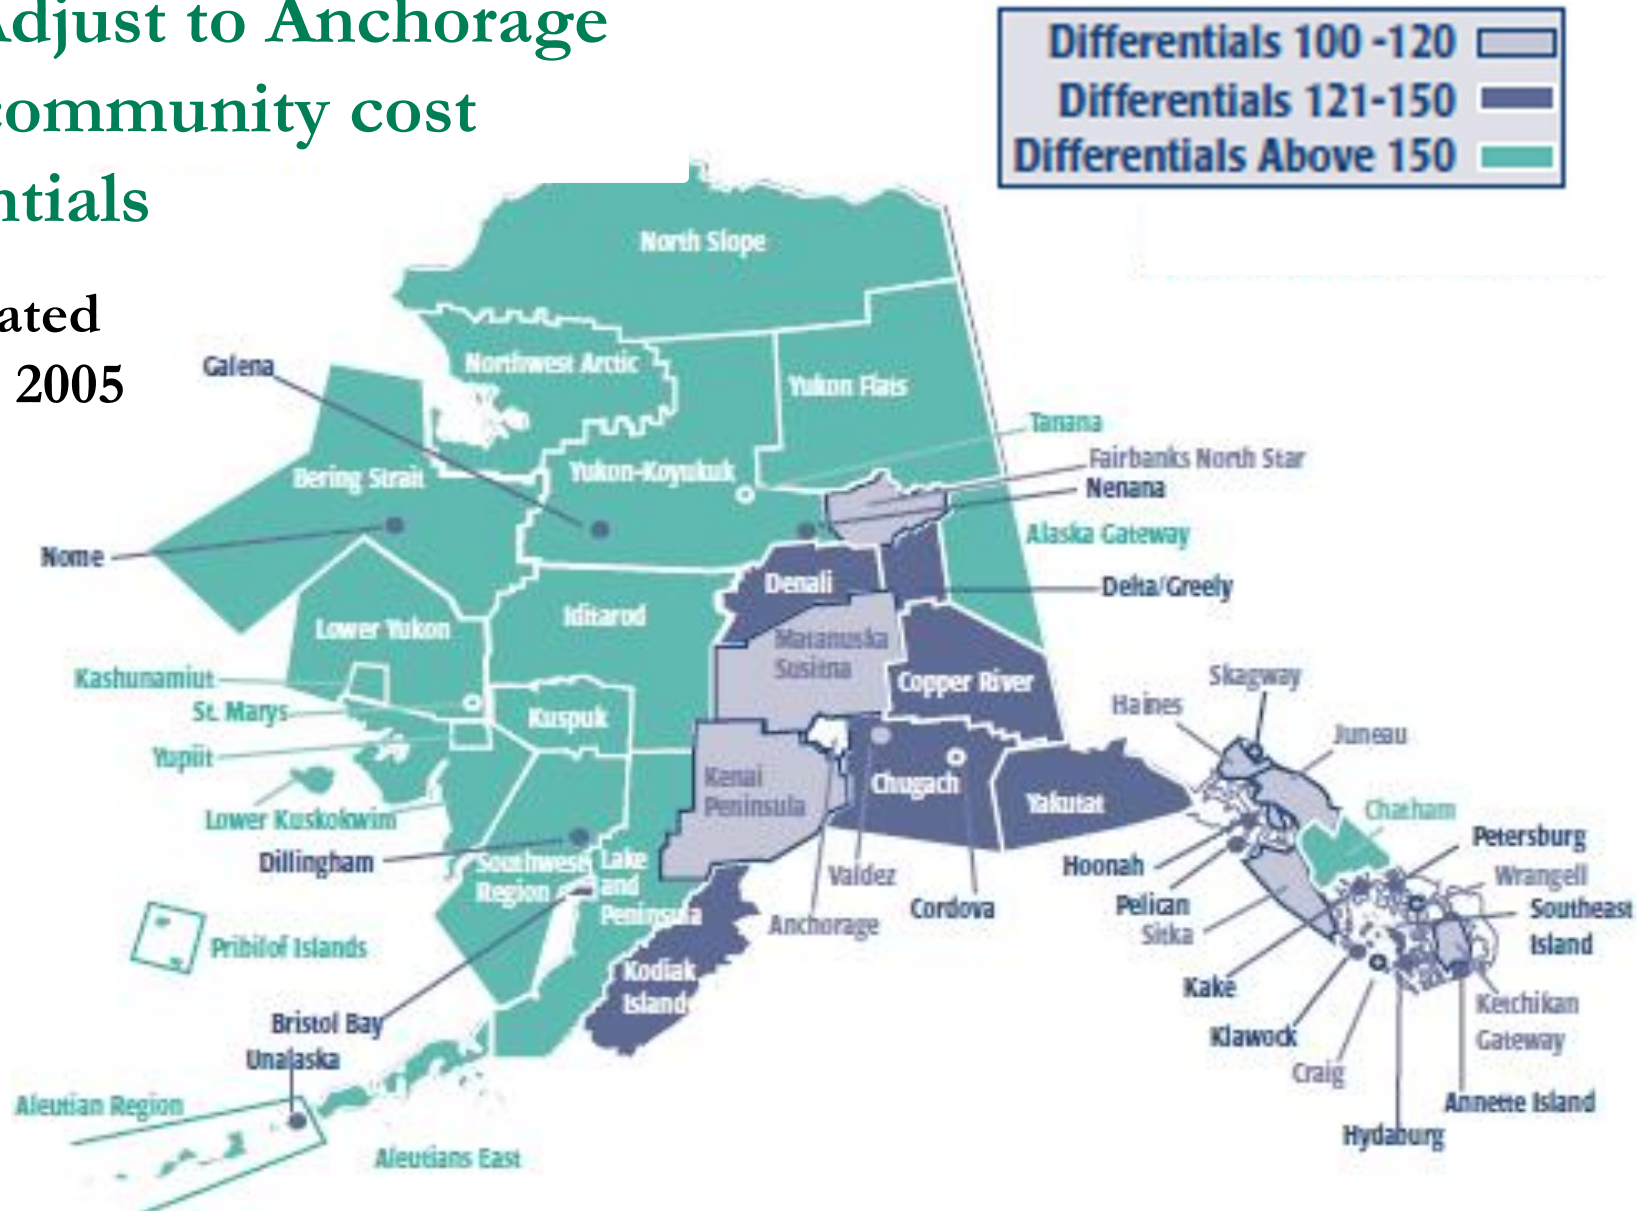 Adjust to Anchorage
community cost
ntials
ated
2005
Differentials 100 -120
Differentials 121-150
Differentials Above 150
North Slope
Northwest Arctic
Galena
Yukon Flats
Tanana
Bering Strait
Yukon-Koyukuk
Fairbanks North Star
Nenana
Alaska Gateway
Nome
Denali
Delta/Greely
Lower Yukon
Iditarod
Matanuska
Susitna
Kashunamiut
Copper River
Skagway
St. Marys
Kuspuk
Haines
Juneau
Yupiit
Kenai
Peninsula
Chugach
Yakutat
Lower Kuskokwim
Chatham
Petersburg
Dillingham
Southwest
Region
Lake
and
Peninsula
Valdez
Hoonah
Wrangell
Anchorage
Cordova
Pelican
Sitka
Southeast
Island
Pribilof Islands
Kodiak
Island
Kake
Ketchikan
Gateway
Bristol Bay
Klawock
Unalaska
Craig
Aleutian Region
Annette Island
Hydaburg
Aleutians East